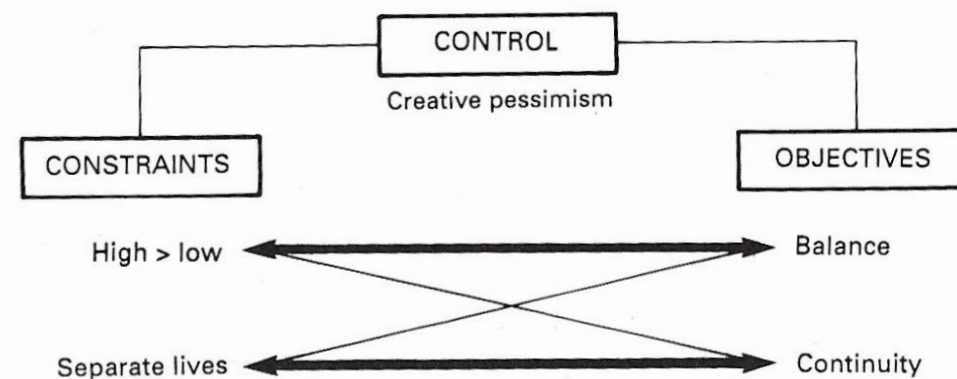 CONTROL
Creative pessimism
CONSTRAINTS
OBJECTIVES
High > low
Balance
Separate lives
Continuity